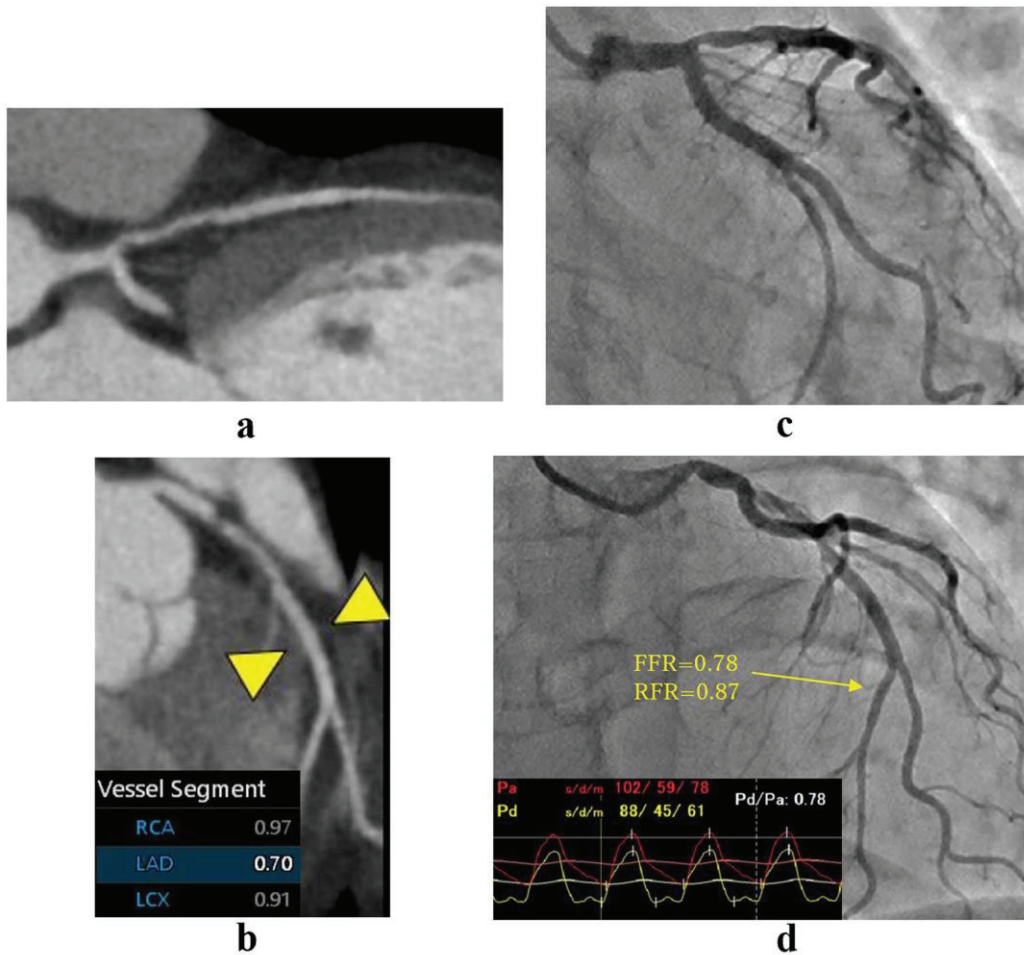 a
c
Vessel Segment
RCA 0.97
LAD 0.70
LCX 0.91
b
FFR=0.78
RFR=0.87
Pa s/d/m 102/ 59/ 78
Pd s/d/m 88/ 45/ 61
Pd/Pa: 0.78
d